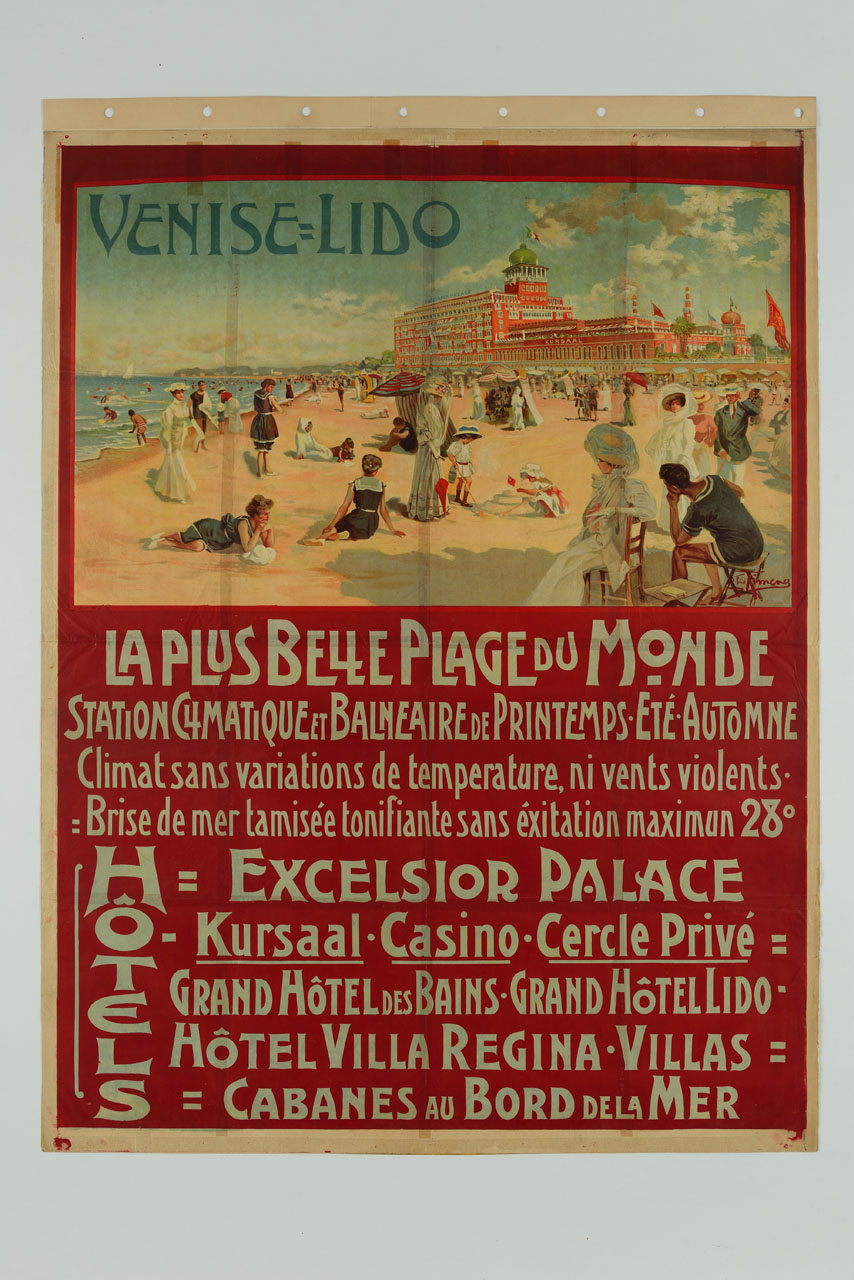 VENISE=LIDO
KURSAAL
LA PLUS BELLE PLAGE DU MONDE
STATION CLIMATIQUE ET BALNEAIRE DE PRINTEMPS·ETÉ·AUTOMNE
Climat sans variations de temperature, ni vents violents·
=Brise de mer tamisée tonifiante sans éxitation maximun 28°
HÔTELS
= EXCELSIOR PALACE
- Kursaal·Casino·Cercle Privé =
GRAND HÔTEL DES BAINS·GRAND HÔTEL LIDO-
HÔTEL VILLA REGINA·VILLAS =
= CABANES AU BORD DE LA MER